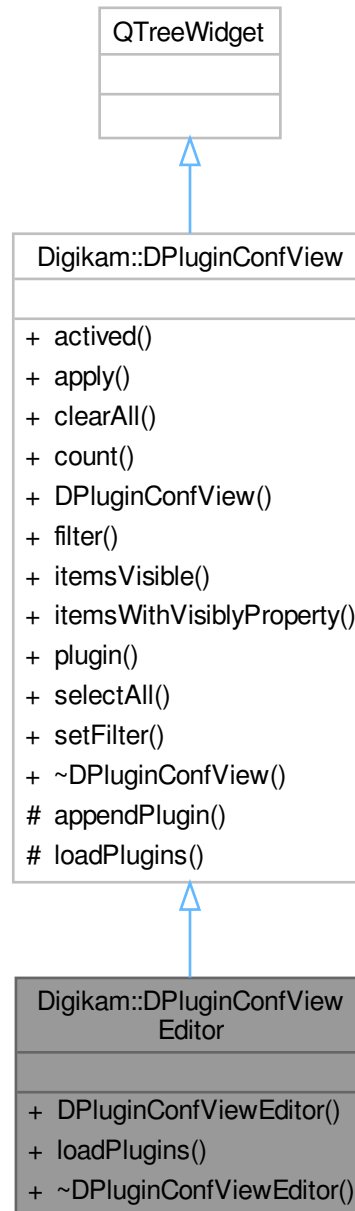 QTreeWidget
Digikam::DPluginConfView
+ actived()
+ apply()
+ clearAll()
+ count()
+ DPluginConfView()
+ filter()
+ itemsVisible()
+ itemsWithVisiblyProperty()
+ plugin()
+ selectAll()
+ setFilter()
+ ~DPluginConfView()
# appendPlugin()
# loadPlugins()
Digikam::DPluginConfView
Editor
+ DPluginConfViewEditor()
+ loadPlugins()
+ ~DPluginConfViewEditor()